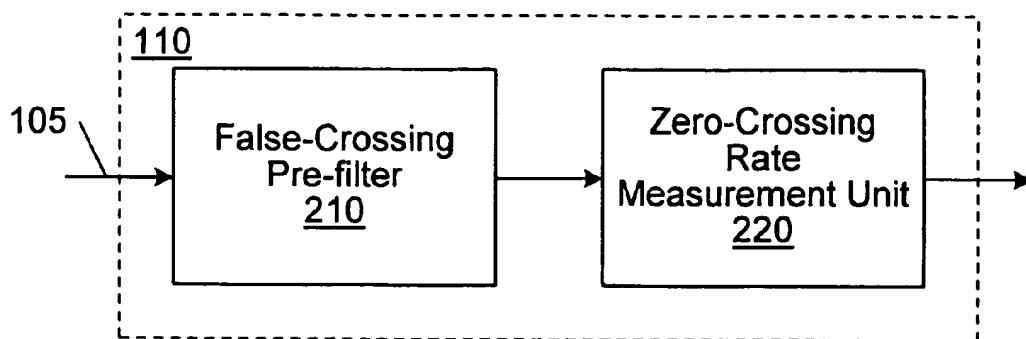 110
105
False-Crossing
Pre-filter
210
Zero-Crossing
Rate
Measurement Unit
220